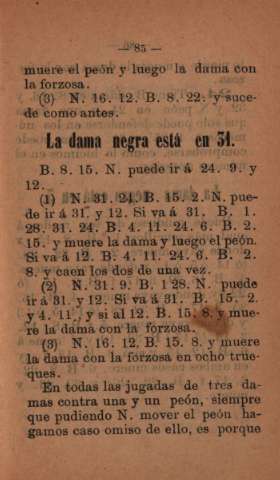 — 85 —
muere el peón y luego la dama con
la forzosa.
(3) N. 16. 12. B. 8. 22. y suce-
de como antes.
La dama negra está en 31.
B. 8. 15. N. puede ir á 24. 9. y
12.
(1) N. 31. 24. B. 15. 2. N. pue-
de ir á 31. y 12. Si va á 31. B. 1.
28. 31. 24. B. 4. 11. 24. 6. B. 2.
15. y muere la dama y luego el peón.
Si va á 12. B. 4. 11. 24. 6. B. 2.
8. y caen los dos de una vez.
(2) N. 31. 9. B. 1 28. N. puede
ir á 31. y 12. Si va á 31. B. 15. 2.
y 4. 11., y si al 12. B. 15. 8. y mue-
re la dama con la forzosa.
(3) N. 16. 12. B. 15. 8. y muere
la dama con la forzosa en ocho true-
ques.
En todas las jugadas de tres da-
mas contra una y un peón, siempre
que pudiendo N. mover el peón ha-
gamos caso omiso de ello, es porque